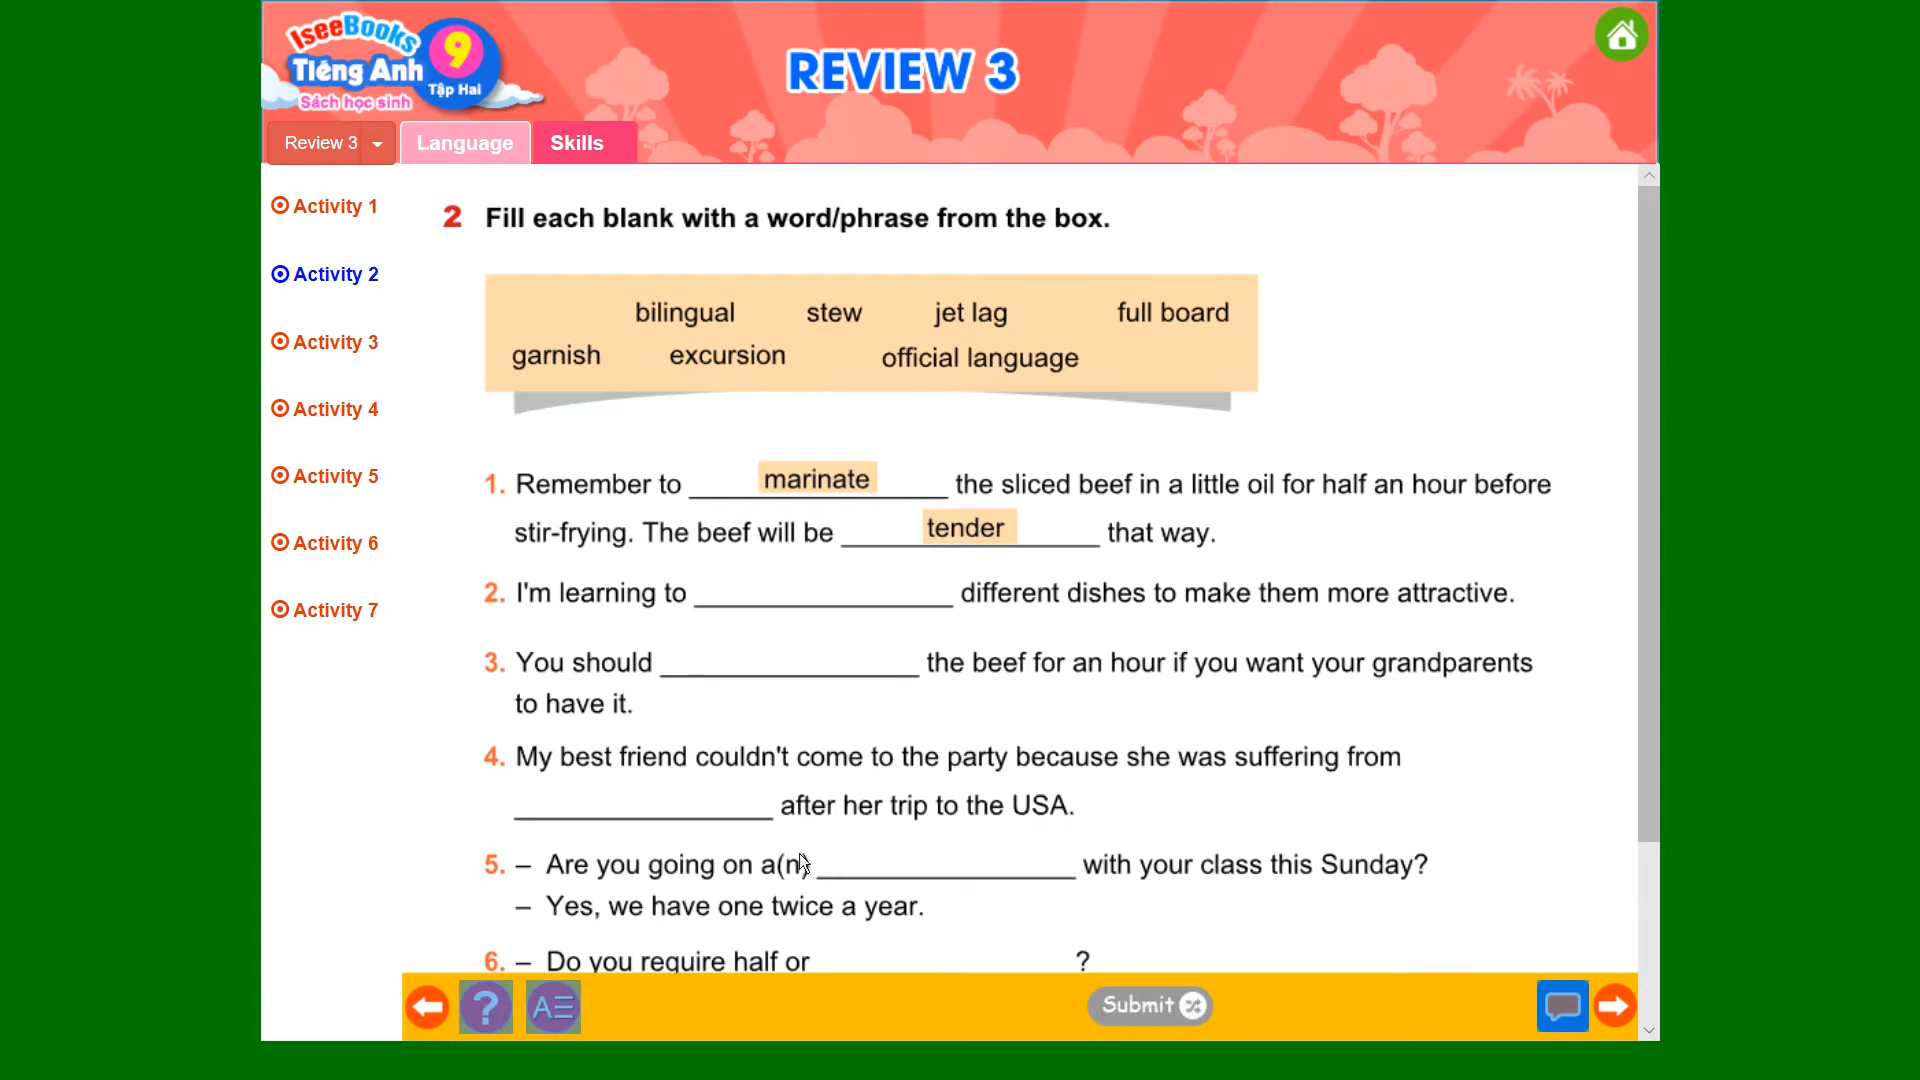 IseeBooks
Tiếng Anh 9
Tập Hai
Sách học sinh
REVIEW 3
Review 3
Language
Skills
Activity 1
Activity 2
Activity 3
Activity 4
Activity 5
Activity 6
Activity 7
2 Fill each blank with a word/phrase from the box.
bilingual stew jet lag full board
garnish excursion official language
1. Remember to marinate the sliced beef in a little oil for half an hour before
stir-frying. The beef will be tender that way.
2. I'm learning to _____ different dishes to make them more attractive.
3. You should _____ the beef for an hour if you want your grandparents
to have it.
4. My best friend couldn't come to the party because she was suffering from
_____ after her trip to the USA.
5. – Are you going on a(n) _____ with your class this Sunday?
– Yes, we have one twice a year.
6. – Do you require half or _____ ?
? A Submit